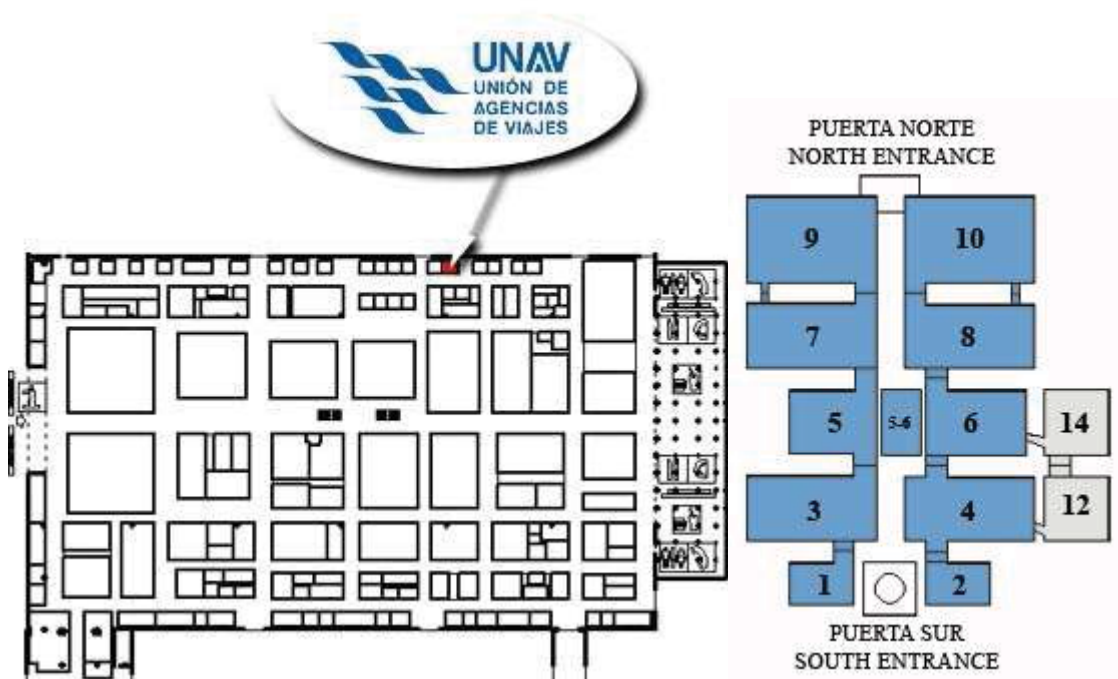 UNAV
UNIÓN DE
AGENCIAS
DE VIAJES
PUERTA NORTE
NORTH ENTRANCE
9
10
7
8
5
5-6
6
14
3
4
12
1
2
PUERTA SUR
SOUTH ENTRANCE